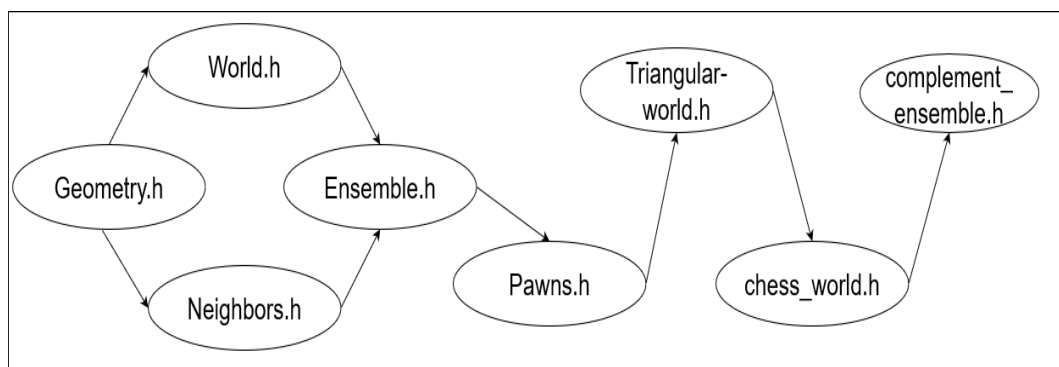 World.h
Geometry.h
Neighbors.h
Ensemble.h
Pawns.h
Triangular-
world.h
chess_world.h
complement_
ensemble.h